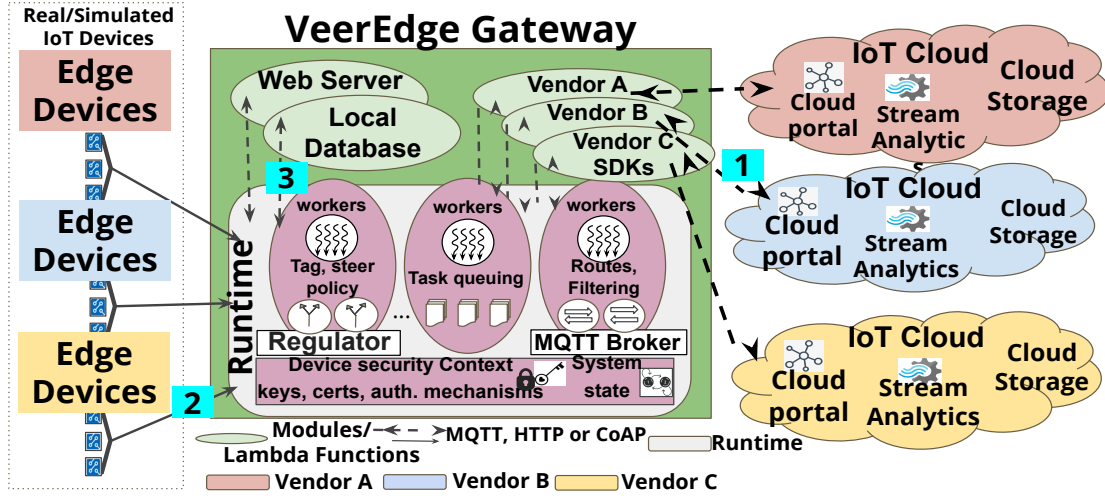 Real/Simulated
IoT Devices
Edge
Devices
Edge
Devices
Edge
Devices
2
VeerEdge Gateway
Web Server
Local
Database
Vendor A
Vendor B
Vendor C
SDKs
3
1
Runtime
workers
Tag, steer
policy
workers
Task queuing
...
workers
Routes,
Filtering
Regulator
MQTT Broker
Device security Context
keys, certs, auth. mechanisms
System
state
IoT Cloud
Cloud
portal
Stream
Analytic
s
Cloud
Storage
IoT Cloud
Cloud
portal
Stream
Analytics
Cloud
Storage
IoT Cloud
Cloud
portal
Stream
Analytics
Cloud
Storage
Modules/
Lambda Functions
MQTT, HTTP or CoAP
Runtime
Vendor A
Vendor B
Vendor C